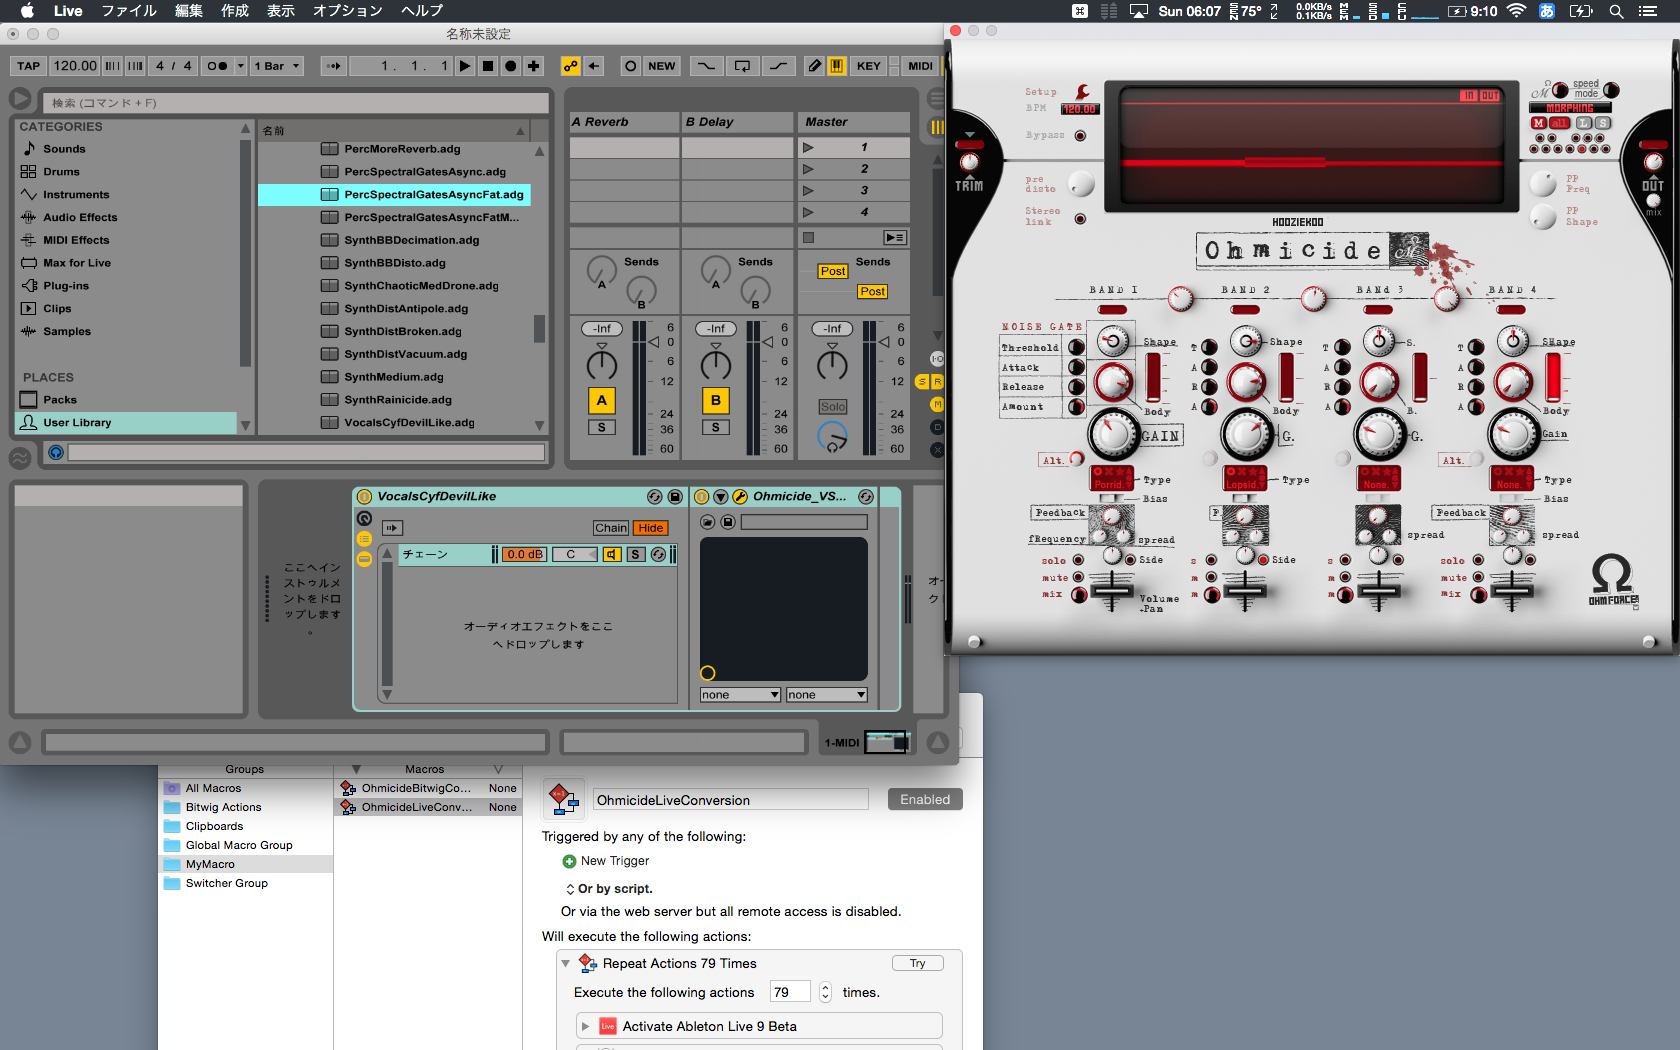 Live ファイル 編集 作成 表示 オプション ヘルプ
Sun 06:07 75° 0.0KB/s 0.1KB/s 9:10 あ
名称未設定
TAP 120.00 4 / 4 1 Bar 1. 1. 1 NEW KEY MIDI
検索 (コマンド + F)
CATEGORIES
Sounds
Drums
Instruments
Audio Effects
MIDI Effects
Max for Live
Plug-ins
Clips
Samples
PLACES
Packs
User Library
名前
PercMoreReverb.adg
PercSpectralGatesAsync.adg
PercSpectralGatesAsyncFat.adg
PercSpectralGatesAsyncFatM...
SynthBBDecimation.adg
SynthBBDisto.adg
SynthChaoticMedDrone.adg
SynthDistAntipole.adg
SynthDistBroken.adg
SynthDistVacuum.adg
SynthMedium.adg
SynthRainicide.adg
VocalsCyfDevilLike.adg
A Reverb B Delay Master
1
2
3
4
Sends Sends Sends
A B A B Post Post
-Inf -Inf -Inf
6 6 6
0 0 0
6 6 6
12 12 12
24 24 24
36 36 36
60 60 60
A B Solo
S S
S R
M
D
X
ここへイン
ストゥルメ
ントをドロ
ップします
。
VocalsCyfDevilLike
Chain Hide
チェーン 0.0 dB C S
オーディオエフェクトをここ
へドロップします
Ohmicide_VS...
none none
オー
クト
1-MIDI
Setup
BPM 120.00
Bypass
IN OUT
speed
mode
MORPHING
M all L S
TRIM
pre
disto
Stereo
link
PP
Freq
PP
Shape
OUT
mix
HOOZIEKOO
Ohmicide
BAND 1 BAND 2 BAND 3 BAND 4
NOISE GATE
Threshold Shape T Shape T S. T Shape
Attack A A A
Release R R R
Amount Body A Body A B. A Body
GAIN G. G. Gain
Alt. Alt.
Porrid. Type Lopsid. Type None. None. Type
Bias Bias
Feedback F. Feedback
fRequency spread spread spread
solo Side s Side s solo
mute m m mute
mix m m mix
Volume
.Pan
OHMFORCE
Groups
All Macros
Bitwig Actions
Clipboards
Global Macro Group
MyMacro
Switcher Group
Macros
OhmicideBitwigCo... None
OhmicideLiveConv... None
OhmicideLiveConversion Enabled
Triggered by any of the following:
New Trigger
Or by script.
Or via the web server but all remote access is disabled.
Will execute the following actions:
Repeat Actions 79 Times Try
Execute the following actions 79 times.
Live Activate Ableton Live 9 Beta